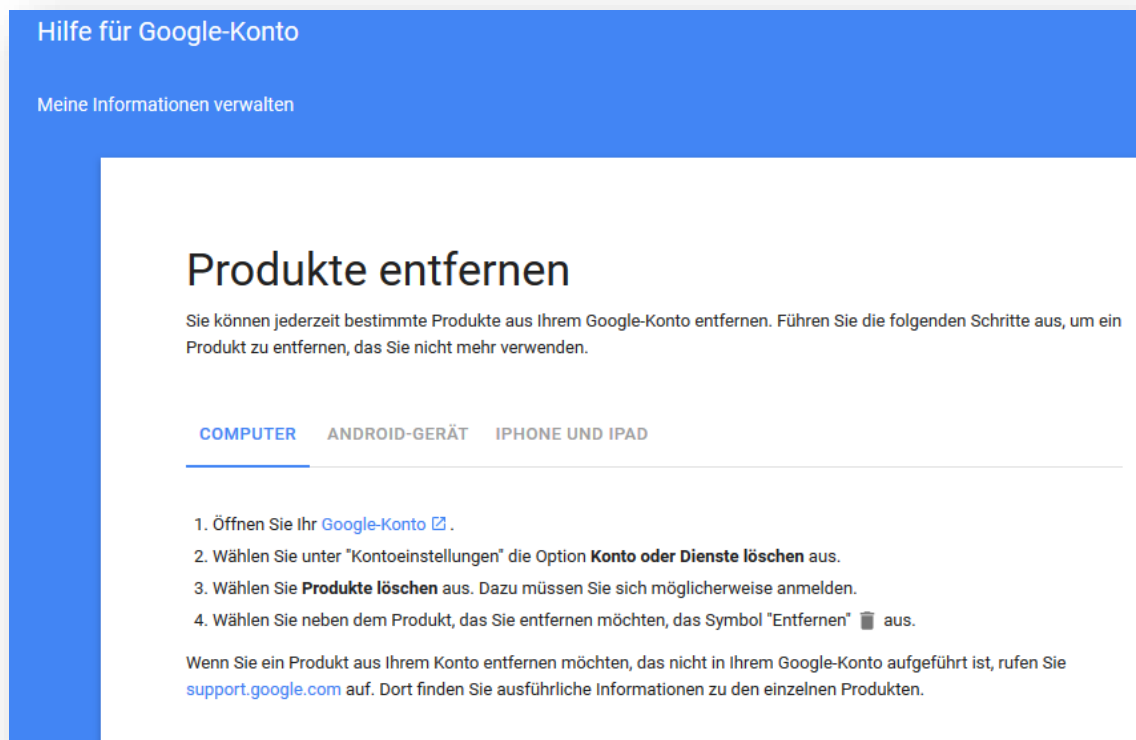 Hilfe für Google-Konto
Meine Informationen verwalten
Produkte entfernen
Sie können jederzeit bestimmte Produkte aus Ihrem Google-Konto entfernen. Führen Sie die folgenden Schritte aus, um ein
Produkt zu entfernen, das Sie nicht mehr verwenden.
COMPUTER ANDROID-GERÄT IPHONE UND IPAD
1. Öffnen Sie Ihr Google-Konto .
2. Wählen Sie unter "Kontoeinstellungen" die Option Konto oder Dienste löschen aus.
3. Wählen Sie Produkte löschen aus. Dazu müssen Sie sich möglicherweise anmelden.
4. Wählen Sie neben dem Produkt, das Sie entfernen möchten, das Symbol "Entfernen" aus.
Wenn Sie ein Produkt aus Ihrem Konto entfernen möchten, das nicht in Ihrem Google-Konto aufgeführt ist, rufen Sie
support.google.com auf. Dort finden Sie ausführliche Informationen zu den einzelnen Produkten.